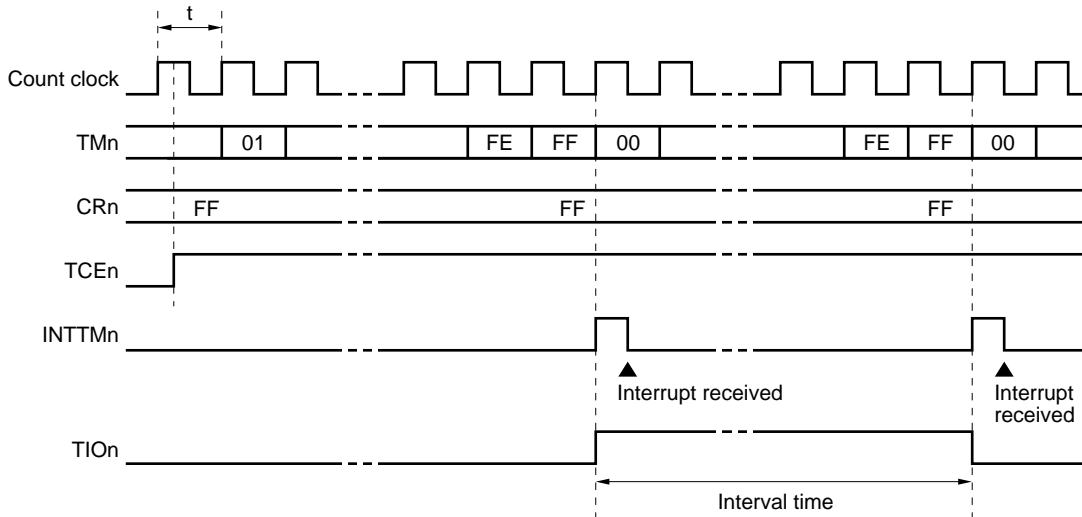 t
Count clock
TMn 01 FE FF 00 FE FF 00
CRn FF FF FF
TCEn
INTTMn
Interrupt received Interrupt
received
TIOn
Interval time